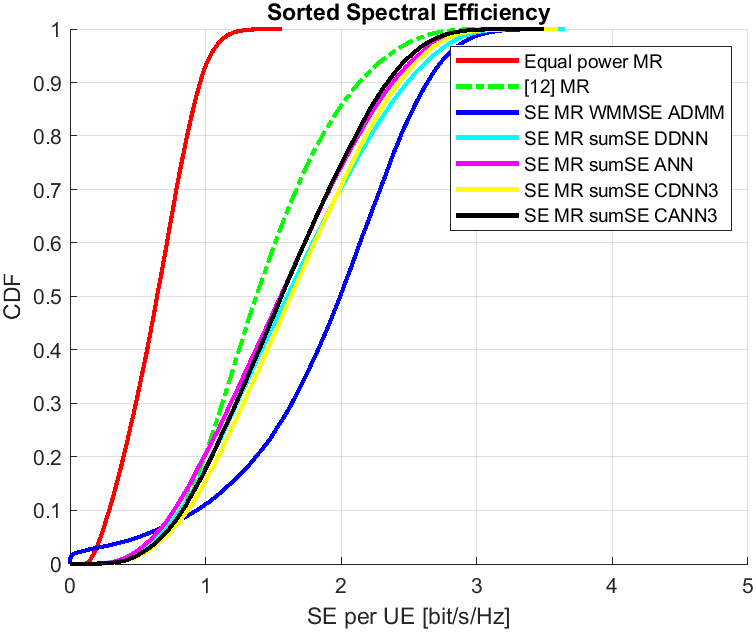 Sorted Spectral Efficiency
1
0.9
0.8
0.7
0.6
0.5
0.4
0.3
0.2
0.1
0
CDF
Equal power MR
[12] MR
SE MR WMMSE ADMM
SE MR sumSE DDNN
SE MR sumSE ANN
SE MR sumSE CDNN3
SE MR sumSE CANN3
0 1 2 3 4 5
SE per UE [bit/s/Hz]